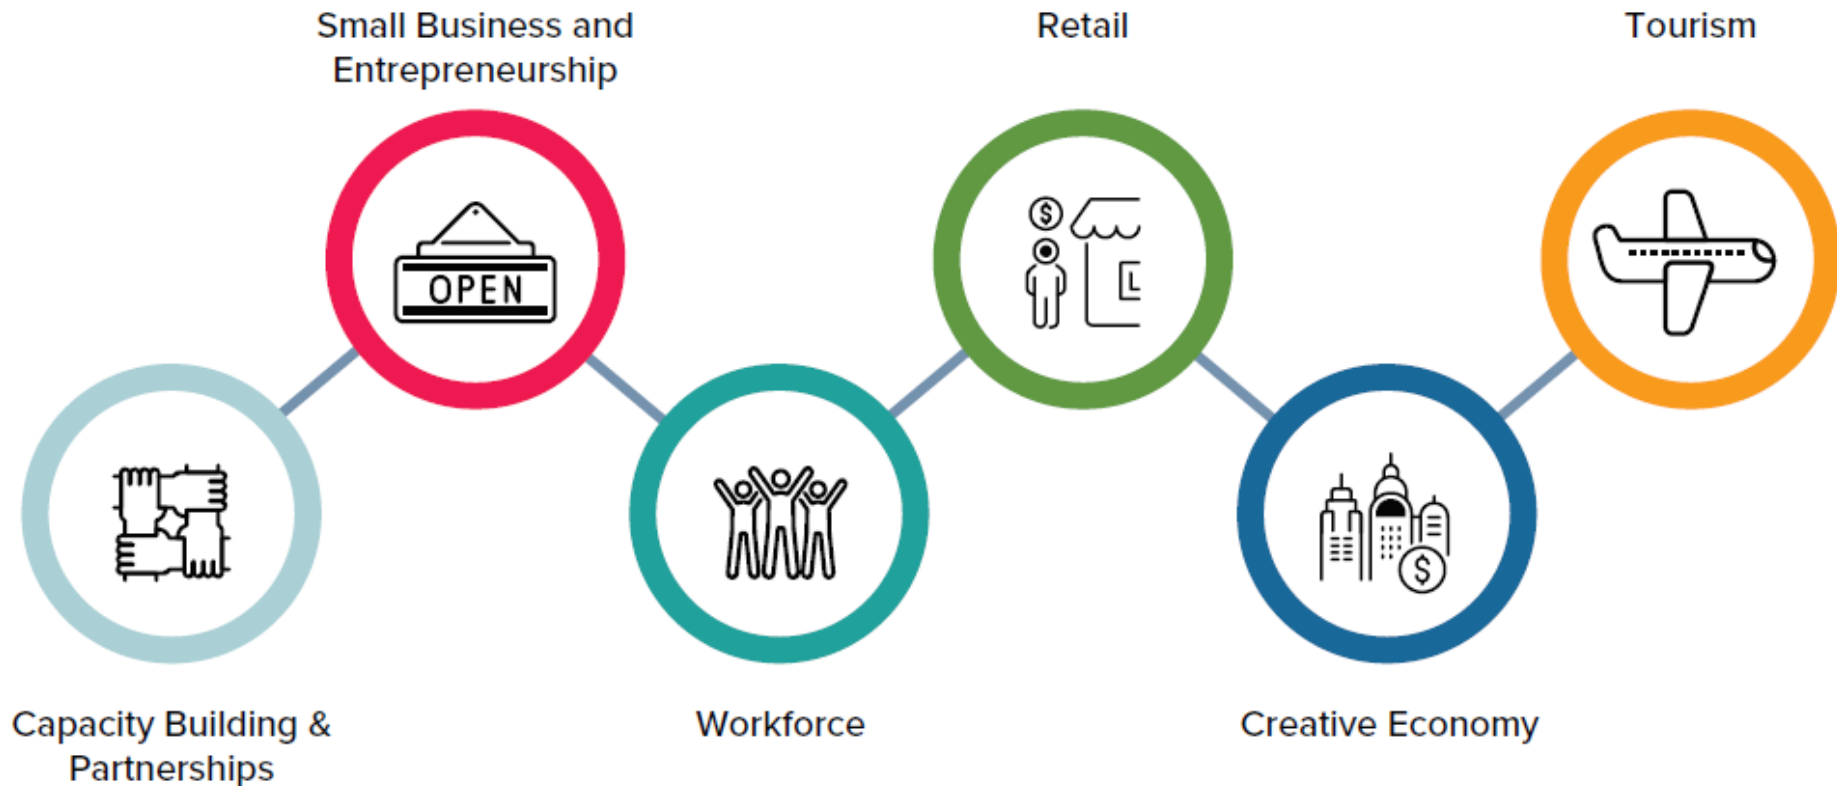 Small Business and
Entrepreneurship
Retail
Tourism
$
OPEN
$
Capacity Building &
Partnerships
Workforce
Creative Economy